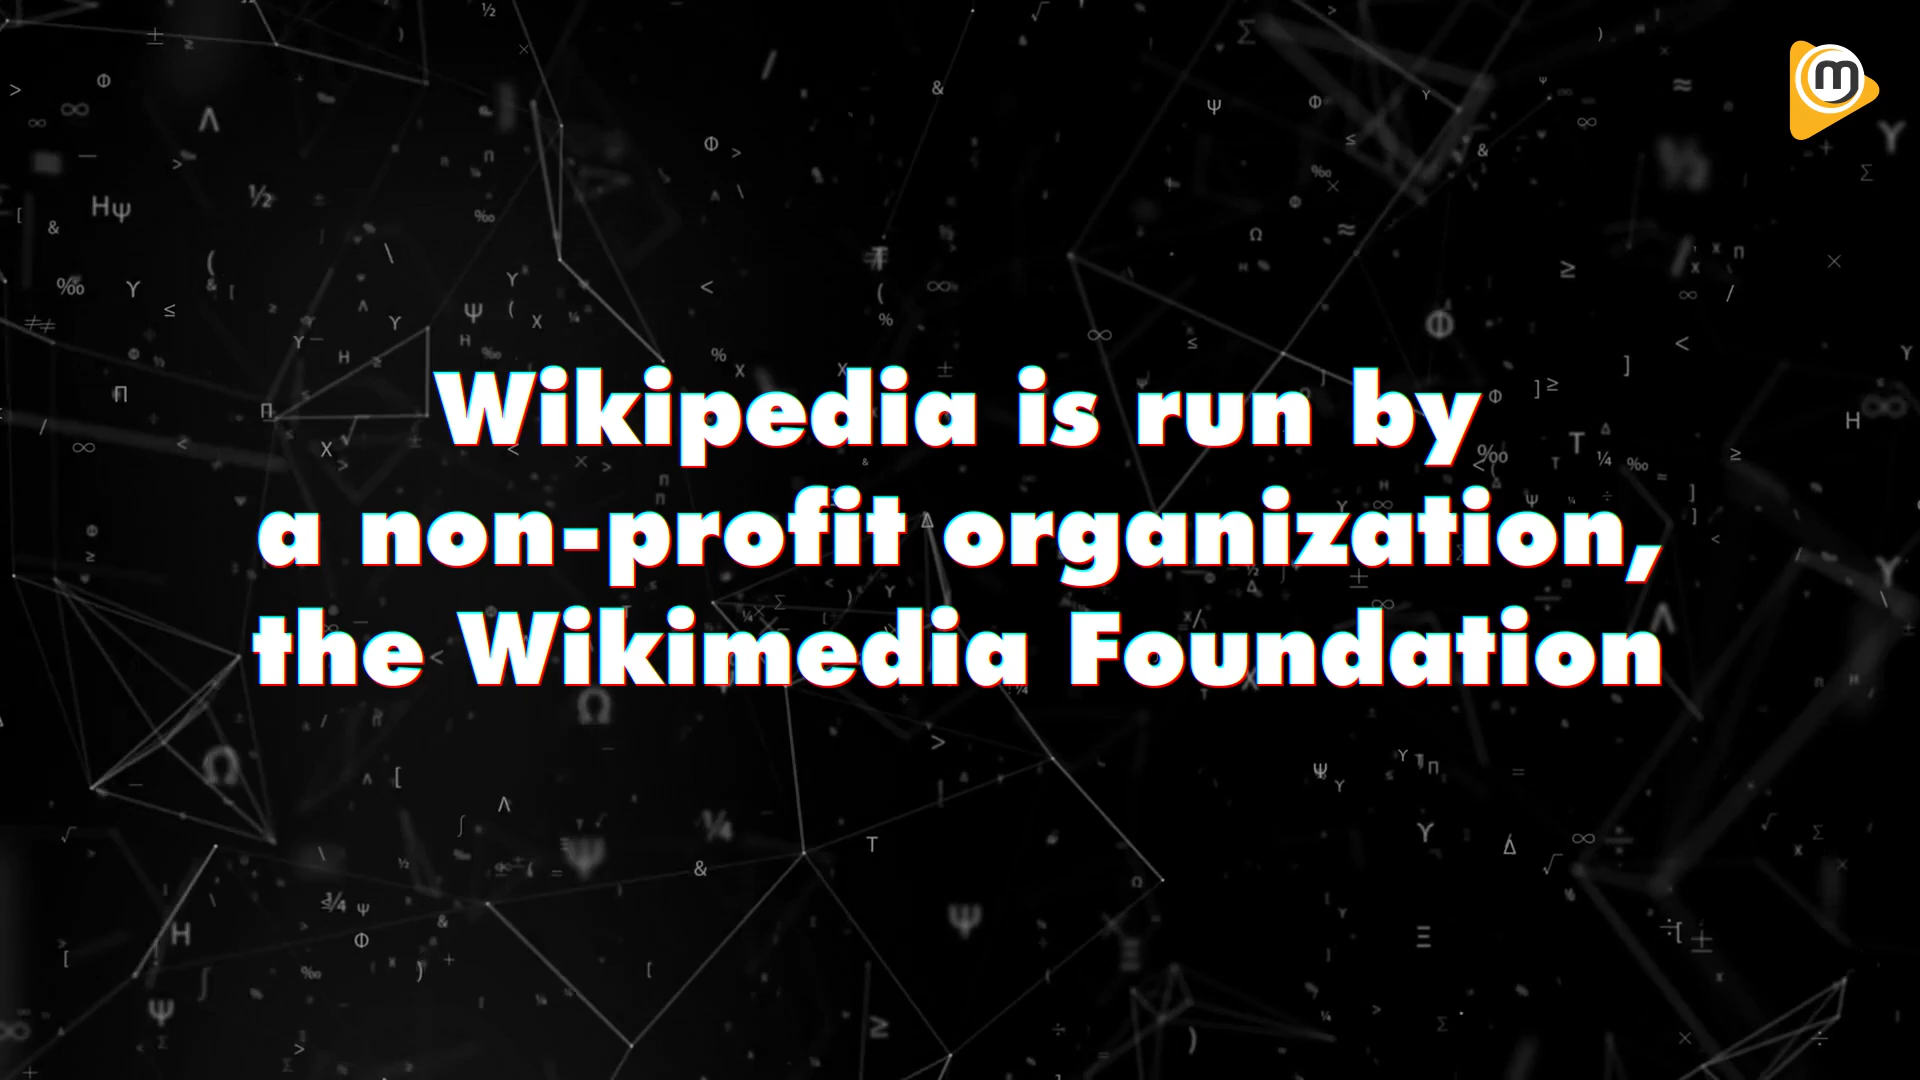 m
Wikipedia is run by
a non-profit organization,
the Wikimedia Foundation